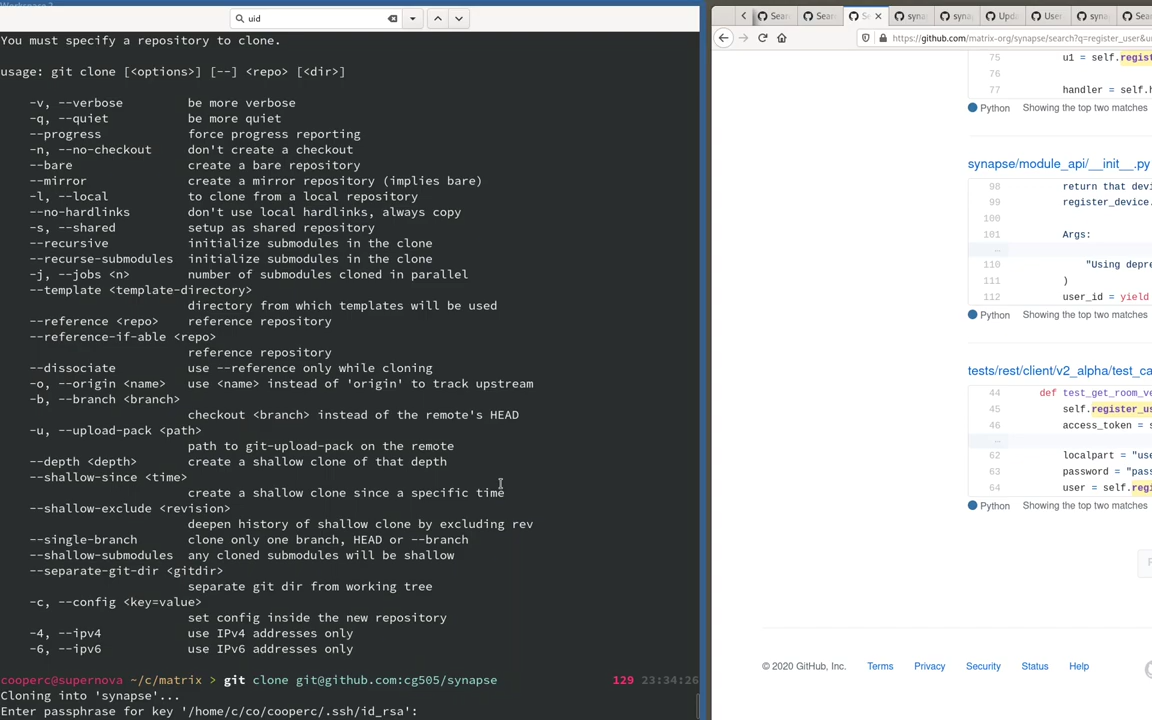 uid
You must specify a repository to clone.
usage: git clone [<options>] [--] <repo> [<dir>]
-v, --verbose be more verbose
-q, --quiet be more quiet
--progress force progress reporting
-n, --no-checkout don't create a checkout
--bare create a bare repository
--mirror create a mirror repository (implies bare)
-l, --local to clone from a local repository
--no-hardlinks don't use local hardlinks, always copy
-s, --shared setup as shared repository
--recursive initialize submodules in the clone
--recurse-submodules initialize submodules in the clone
-j, --jobs <n> number of submodules cloned in parallel
--template <template-directory>
directory from which templates will be used
--reference <repo> reference repository
--reference-if-able <repo>
reference repository
--dissociate use --reference only while cloning
-o, --origin <name> use <name> instead of 'origin' to track upstream
-b, --branch <branch>
checkout <branch> instead of the remote's HEAD
-u, --upload-pack <path>
path to git-upload-pack on the remote
--depth <depth> create a shallow clone of that depth
--shallow-since <time>
create a shallow clone since a specific time
--shallow-exclude <revision>
deepen history of shallow clone by excluding rev
--single-branch clone only one branch, HEAD or --branch
--shallow-submodules any cloned submodules will be shallow
--separate-git-dir <gitdir>
separate git dir from working tree
-c, --config <key=value>
set config inside the new repository
-4, --ipv4 use IPv4 addresses only
-6, --ipv6 use IPv6 addresses only
cooperc@supernova ~/c/matrix > git clone git@github.com:cg505/synapse 129 23:34:26
Cloning into 'synapse'...
Enter passphrase for key '/home/c/co/cooperc/.ssh/id_rsa':
Sear Sear Se syna syna Upda User syna Sea
https://github.com/matrix-org/synapse/search?q=register_user&u
75 u1 = self.regist
76
77 handler = self.h
Python Showing the top two matches
synapse/module_api/__init__.py
98 return that devi
99 register_device.
100
101 Args:
…
110 "Using depre
111 )
112 user_id = yield
Python Showing the top two matches
tests/rest/client/v2_alpha/test_ca
44 def test_get_room_ve
45 self.register_us
46 access_token = s
…
62 localpart = "use
63 password = "pass
64 user = self.regi
Python Showing the top two matches
© 2020 GitHub, Inc. Terms Privacy Security Status Help